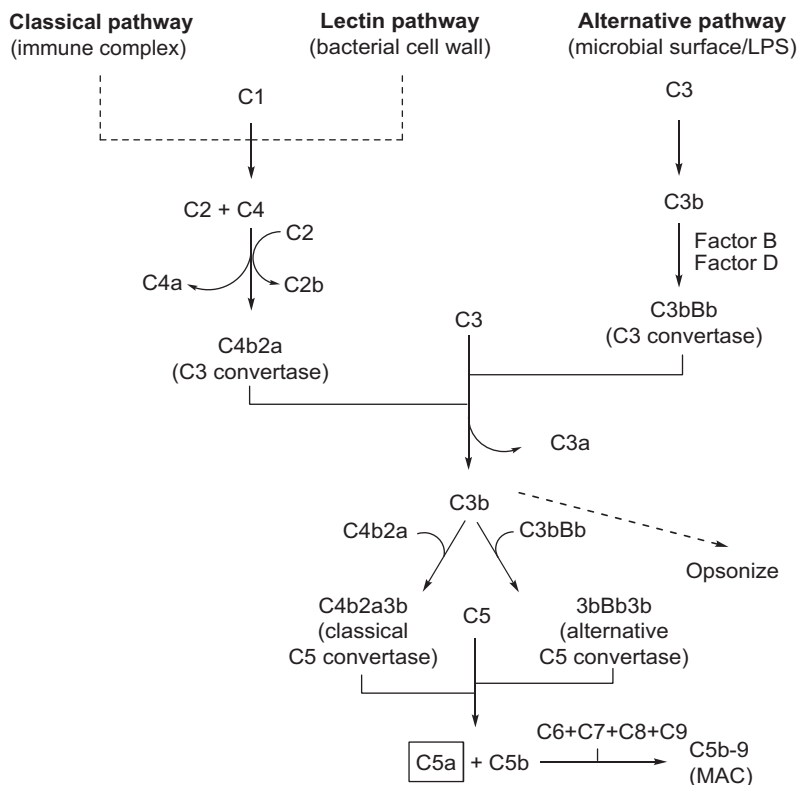 Classical pathway
(immune complex)
Lectin pathway
(bacterial cell wall)
Alternative pathway
(microbial surface/LPS)
C1
C3
C2 + C4
C2
C4a
C2b
C3b
Factor B
Factor D
C4b2a
(C3 convertase)
C3
C3bBb
(C3 convertase)
C3a
C3b
C4b2a
C3bBb
Opsonize
C4b2a3b
(classical
C5 convertase)
C5
3bBb3b
(alternative
C5 convertase)
C5a + C5b
C6+C7+C8+C9
C5b-9
(MAC)